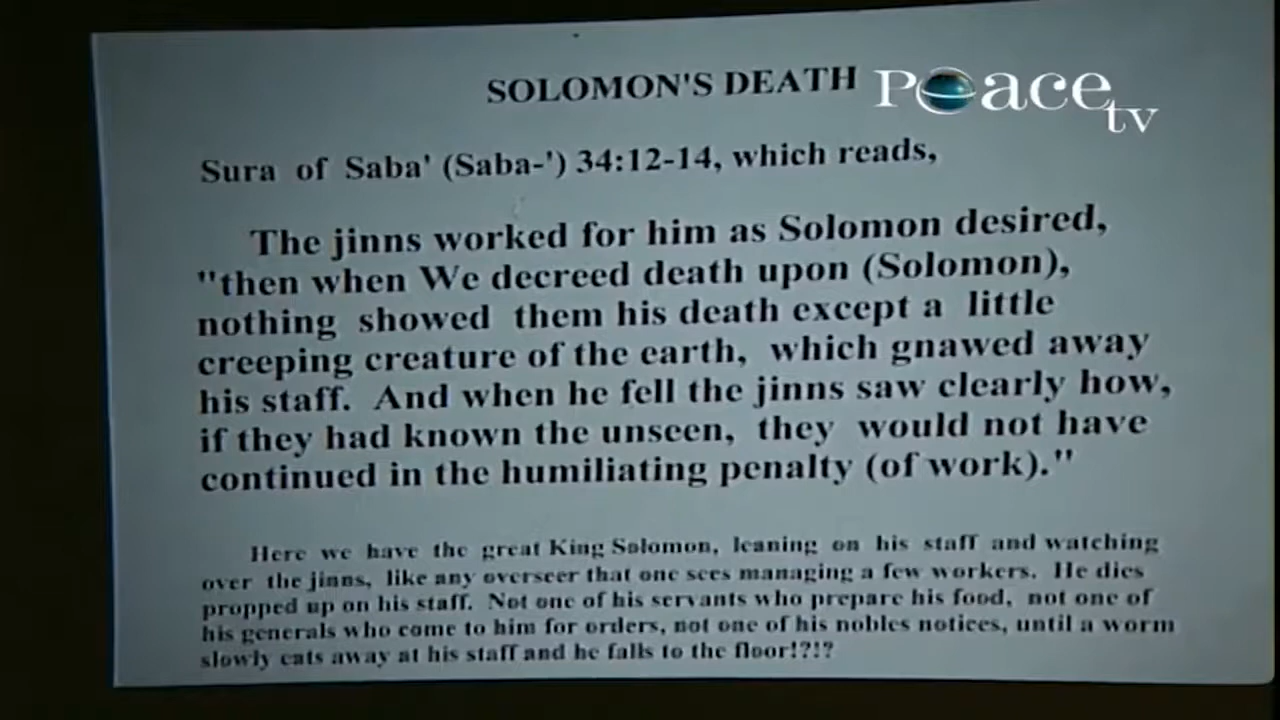 SOLOMON'S DEATH
Peace tv
Sura of Saba' (Saba-') 34:12-14, which reads,
The jinns worked for him as Solomon desired,
"then when We decreed death upon (Solomon),
nothing showed them his death except a little
creeping creature of the earth, which gnawed away
his staff. And when he fell the jinns saw clearly how,
if they had known the unseen, they would not have
continued in the humiliating penalty (of work)."
Here we have the great King Solomon, leaning on his staff and watching
over the jinns, like any overseer that one sees managing a few workers. He dies
propped up on his staff. Not one of his servants who prepare his food, not one of
his generals who come to him for orders, not one of his nobles notices, until a worm
slowly eats away at his staff and he falls to the floor!?!?